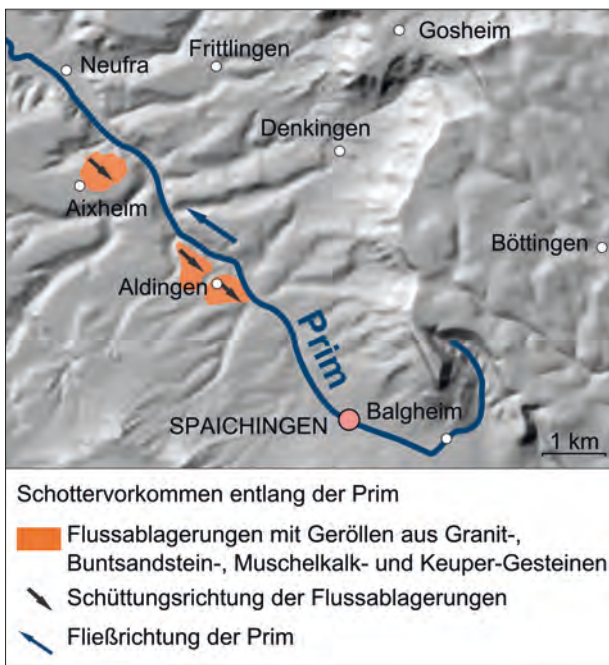 Gosheim
Frittlingen
Neufra
Denkingen
Aixheim
Böttingen
Aldingen
Prim
Balgheim
SPAICHINGEN
1 km
Schottervorkommen entlang der Prim
Flussablagerungen mit Geröllen aus Granit-,
Buntsandstein-, Muschelkalk- und Keuper-Gesteinen
Schüttungsrichtung der Flussablagerungen
Fließrichtung der Prim